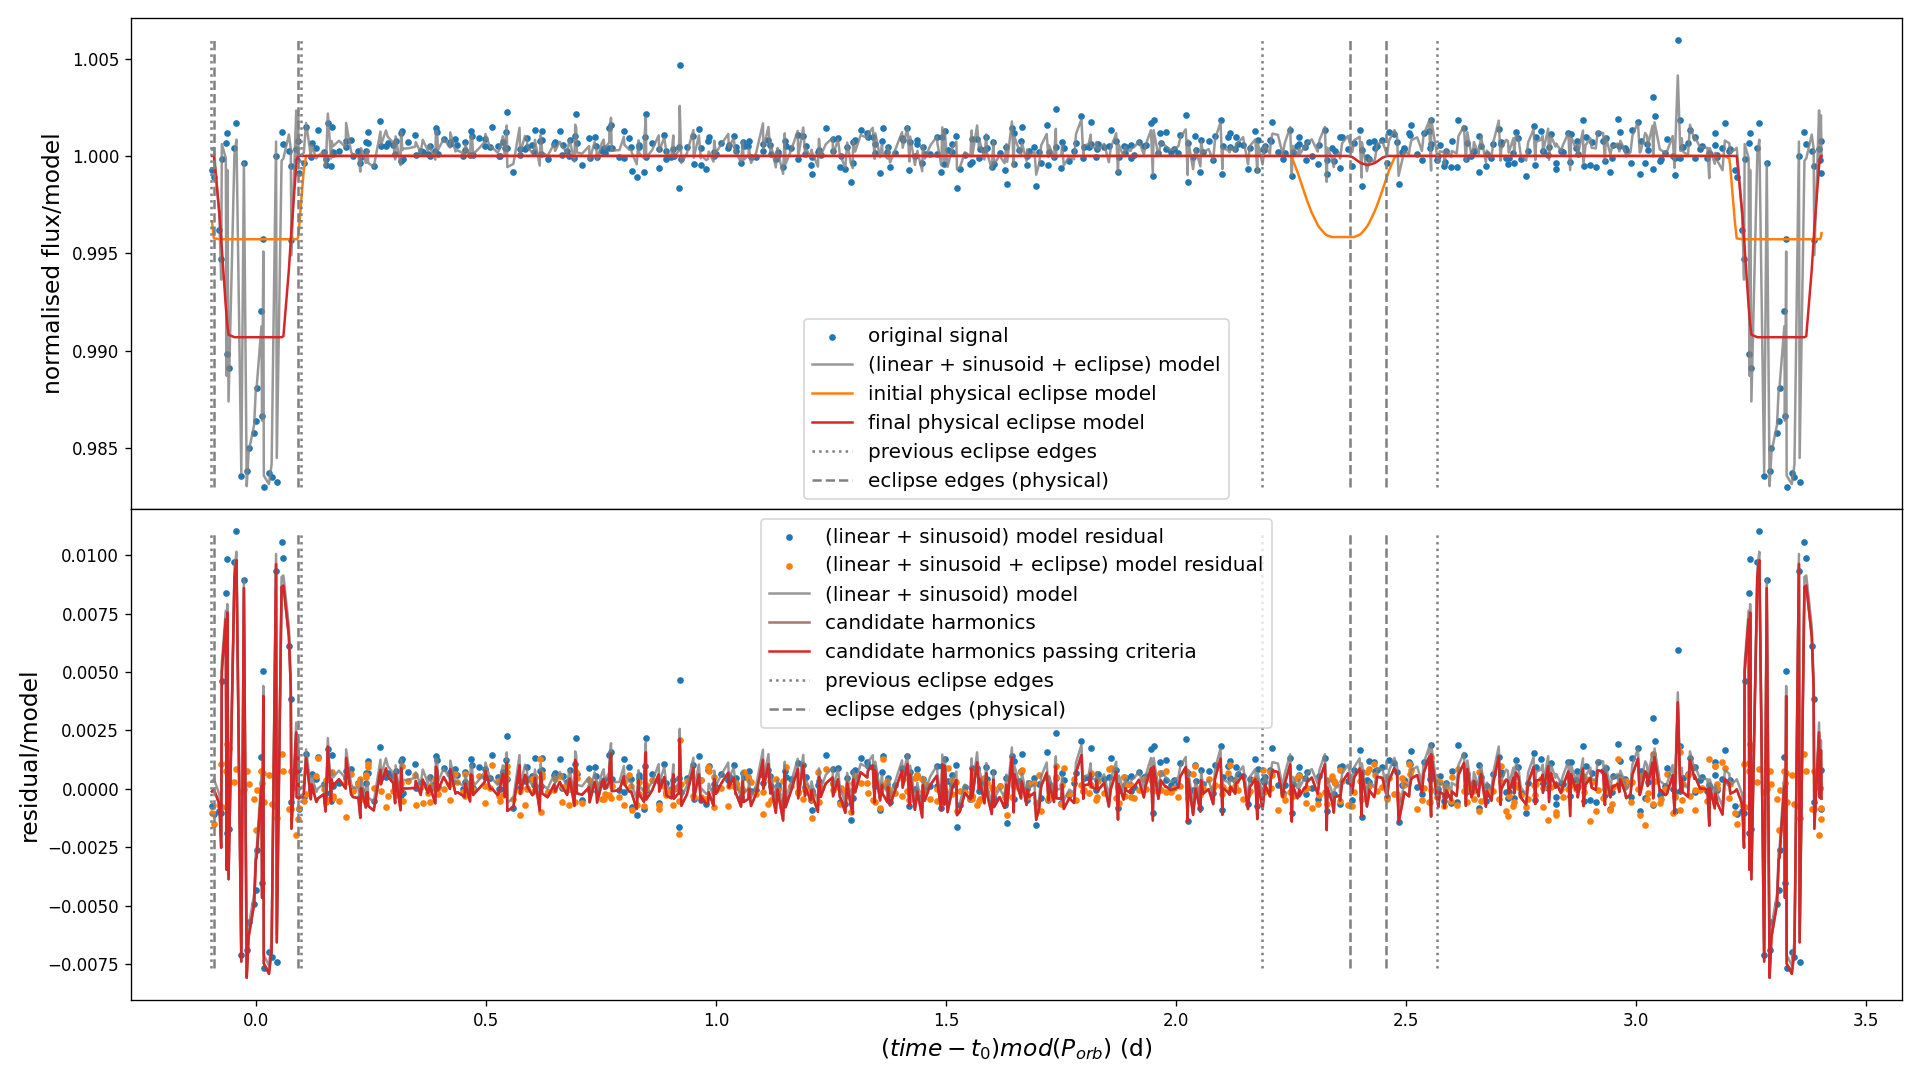 1.005
1.000
0.995
0.990
0.985
normalised flux/model
original signal
(linear + sinusoid + eclipse) model
initial physical eclipse model
final physical eclipse model
previous eclipse edges
eclipse edges (physical)
0.0100
0.0075
0.0050
0.0025
0.0000
−0.0025
−0.0050
−0.0075
residual/model
(linear + sinusoid) model residual
(linear + sinusoid + eclipse) model residual
(linear + sinusoid) model
candidate harmonics
candidate harmonics passing criteria
previous eclipse edges
eclipse edges (physical)
0.0 0.5 1.0 1.5 2.0 2.5 3.0 3.5
(time − t₀)mod(P_orb) (d)